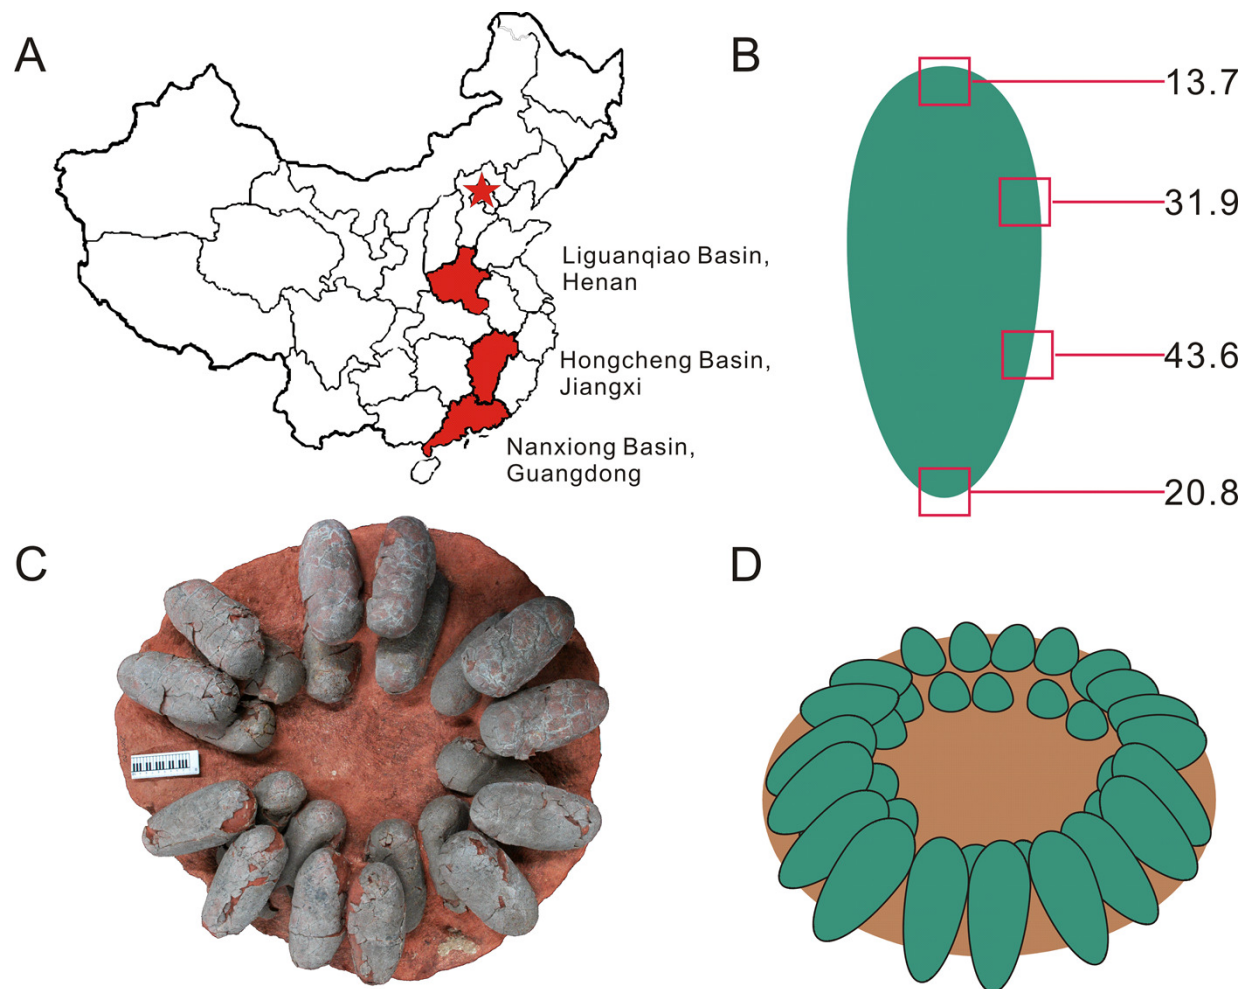 A
B
13.7
31.9
Liguanqiao Basin,
Henan
43.6
Hongcheng Basin,
Jiangxi
Nanxiong Basin,
Guangdong
20.8
C
D